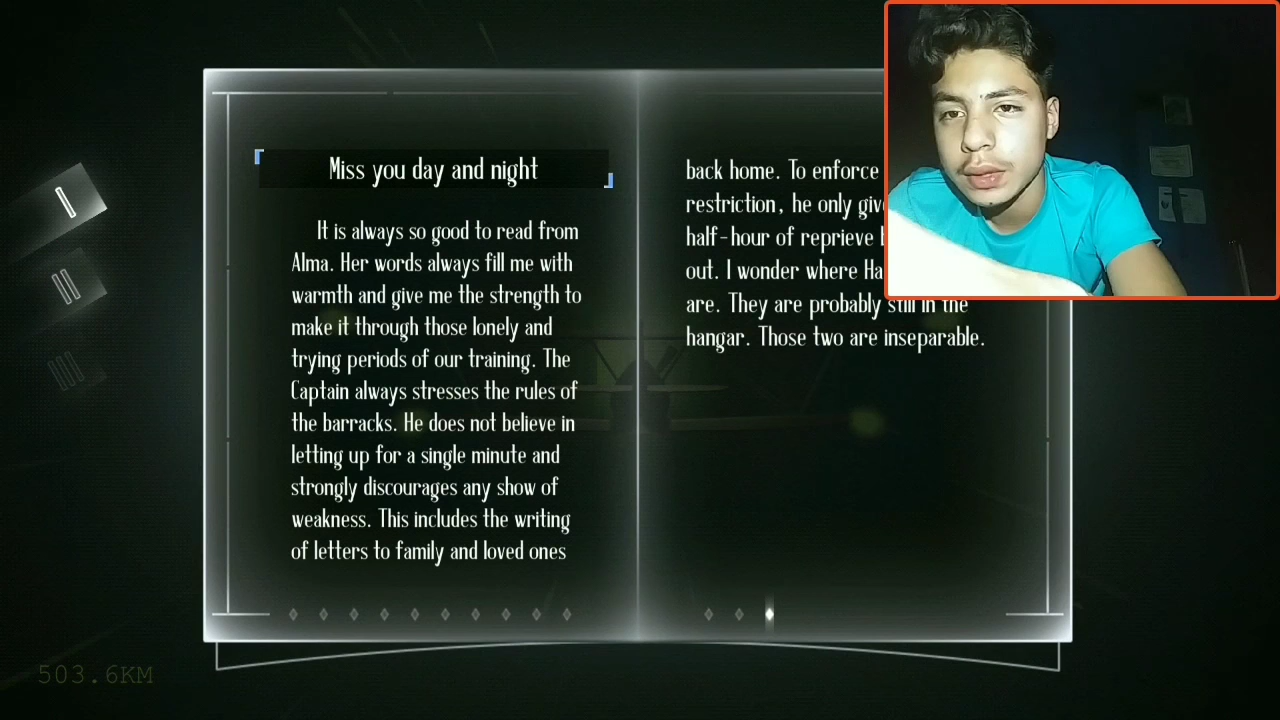 Miss you day and night
It is always so good to read from
Alma. Her words always fill me with
warmth and give me the strength to
make it through those lonely and
trying periods of our training. The
Captain always stresses the rules of
the barracks. He does not believe in
letting up for a single minute and
strongly discourages any show of
weakness. This includes the writing
of letters to family and loved ones
back home. To enforce
restriction, he only
half-hour of reprieve
out. I wonder where
are. They are probably still in the
hangar. Those two are inseparable.
503.6KM